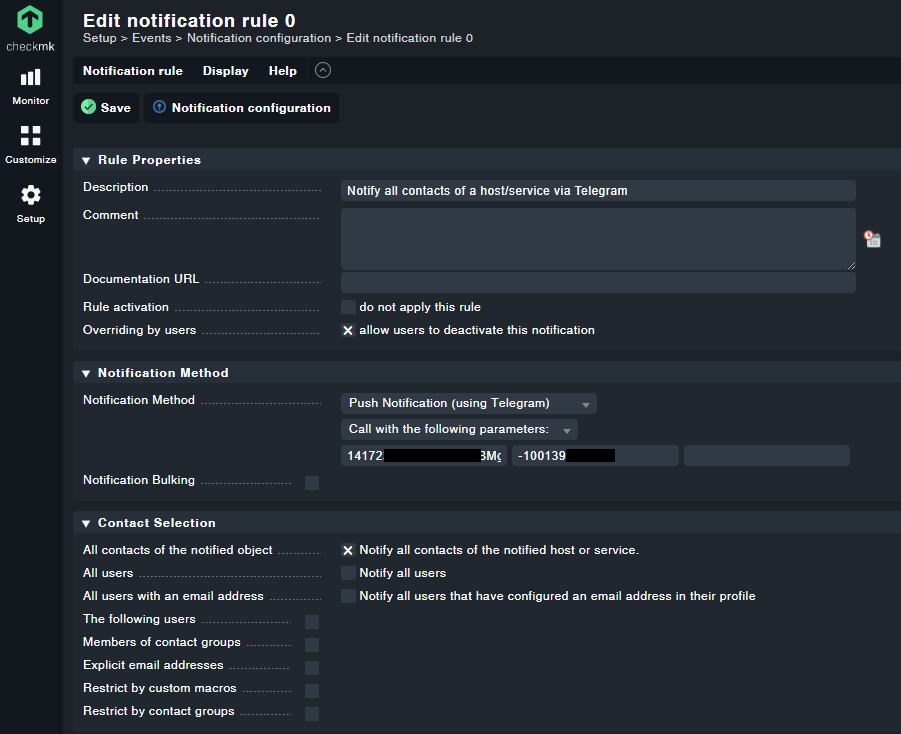 Edit notification rule 0
Setup > Events > Notification configuration > Edit notification rule 0
checkmk
Monitor
Customize
Setup
Notification rule Display Help
Save Notification configuration
Rule Properties
Description Notify all contacts of a host/service via Telegram
Comment
Documentation URL
Rule activation do not apply this rule
Overriding by users allow users to deactivate this notification
Notification Method
Notification Method Push Notification (using Telegram)
Call with the following parameters:
14172 -100139
Notification Bulking
Contact Selection
All contacts of the notified object Notify all contacts of the notified host or service.
All users Notify all users
All users with an email address Notify all users that have configured an email address in their profile
The following users
Members of contact groups
Explicit email addresses
Restrict by custom macros
Restrict by contact groups